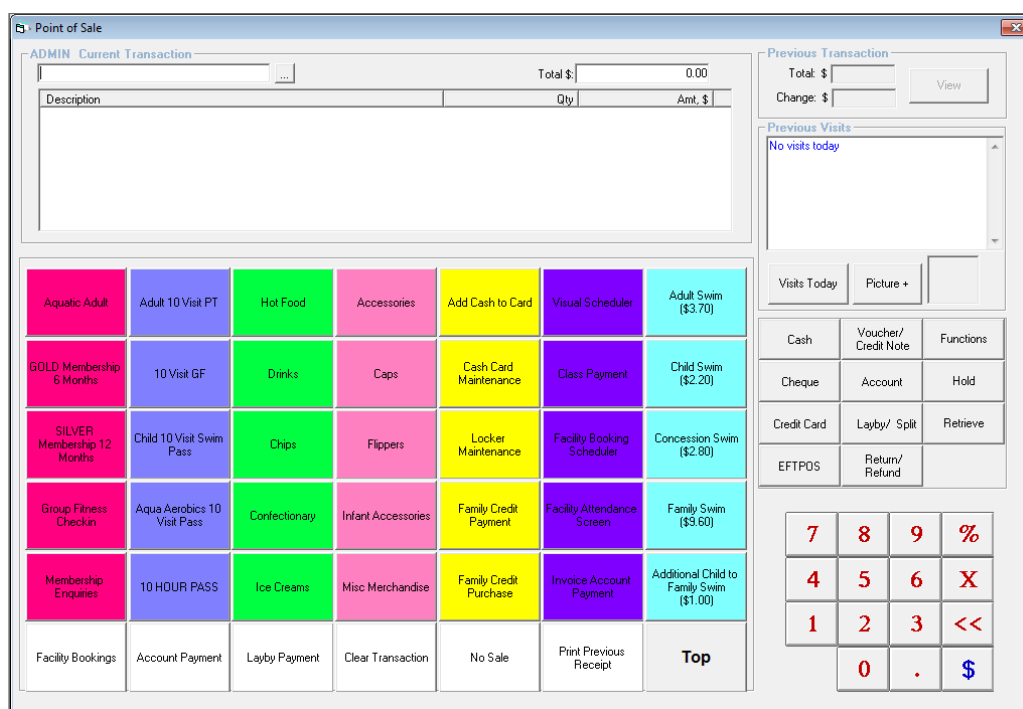 Point of Sale
ADMIN Current Transaction
...
Total $: 0.00
Description Qty Amt, $
Previous Transaction
Total: $
Change: $
View
Previous Visits
No visits today
Visits Today
Picture +
Aquatic Adult
Adult 10 Visit PT
Hot Food
Accessories
Add Cash to Card
Visual Scheduler
Adult Swim
($3.70)
GOLD Membership
6 Months
10 Visit GF
Drinks
Caps
Cash Card
Maintenance
Class Payment
Child Swim
($2.20)
SILVER
Membership 12
Months
Child 10 Visit Swim
Pass
Chips
Flippers
Locker
Maintenance
Facility Booking
Scheduler
Concession Swim
($2.80)
Group Fitness
Checkin
Aqua Aerobics 10
Visit Pass
Confectionary
Infant Accessories
Family Credit
Payment
Facility Attendance
Screen
Family Swim
($9.60)
Membership
Enquiries
10 HOUR PASS
Ice Creams
Misc Merchandise
Family Credit
Purchase
Invoice Account
Payment
Additional Child to
Family Swim
($1.00)
Facility Bookings
Account Payment
Layby Payment
Clear Transaction
No Sale
Print Previous
Receipt
Top
Cash
Voucher/
Credit Note
Functions
Cheque
Account
Hold
Credit Card
Layby/ Split
Retrieve
EFTPOS
Return/
Refund
7 8 9 %
4 5 6 X
1 2 3 <<
0 . $